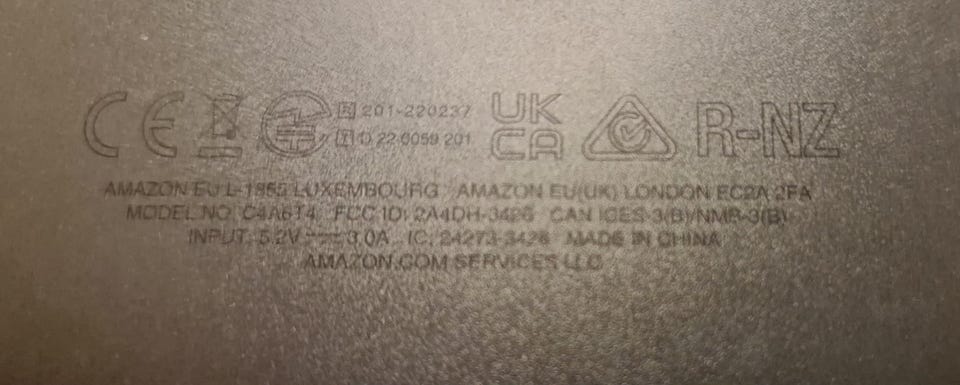 CE R 201-220237 UK CA R-NZ
T D 22 0059 201
AMAZON EU L-1855 LUXEMBOURG AMAZON EU(UK) LONDON EC2A 2FA
MODEL NO: C4A6T4 FCC ID: 2A4DH-3426 CAN ICES-3(B)/NMB-3(B)
INPUT: 5.2V⎓3.0A IC: 24273-3426 MADE IN CHINA
AMAZON.COM SERVICES LLC